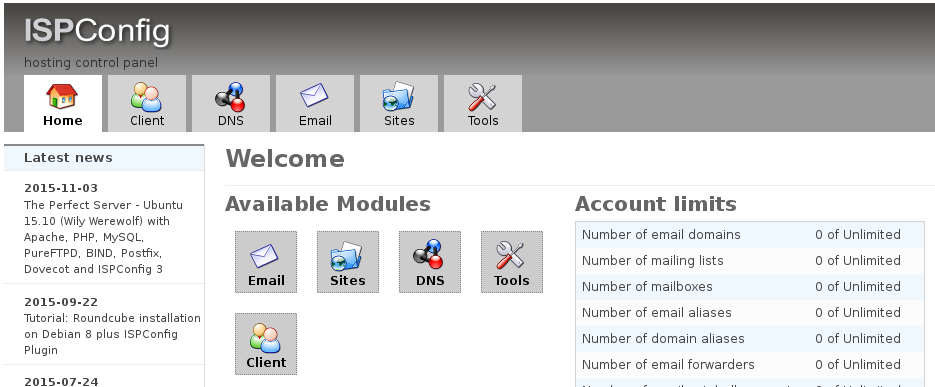 ISPConfig
hosting control panel
Home
Client
DNS
Email
Sites
Tools
Latest news
2015-11-03
The Perfect Server - Ubuntu
15.10 (Wily Werewolf) with
Apache, PHP, MySQL,
PureFTPD, BIND, Postfix,
Dovecot and ISPConfig 3
2015-09-22
Tutorial: Roundcube installation
on Debian 8 plus ISPConfig
Plugin
2015-07-24
Welcome
Available Modules
Email
Sites
DNS
Tools
Client
Account limits
Number of email domains 0 of Unlimited
Number of mailing lists 0 of Unlimited
Number of mailboxes 0 of Unlimited
Number of email aliases 0 of Unlimited
Number of domain aliases 0 of Unlimited
Number of email forwarders 0 of Unlimited